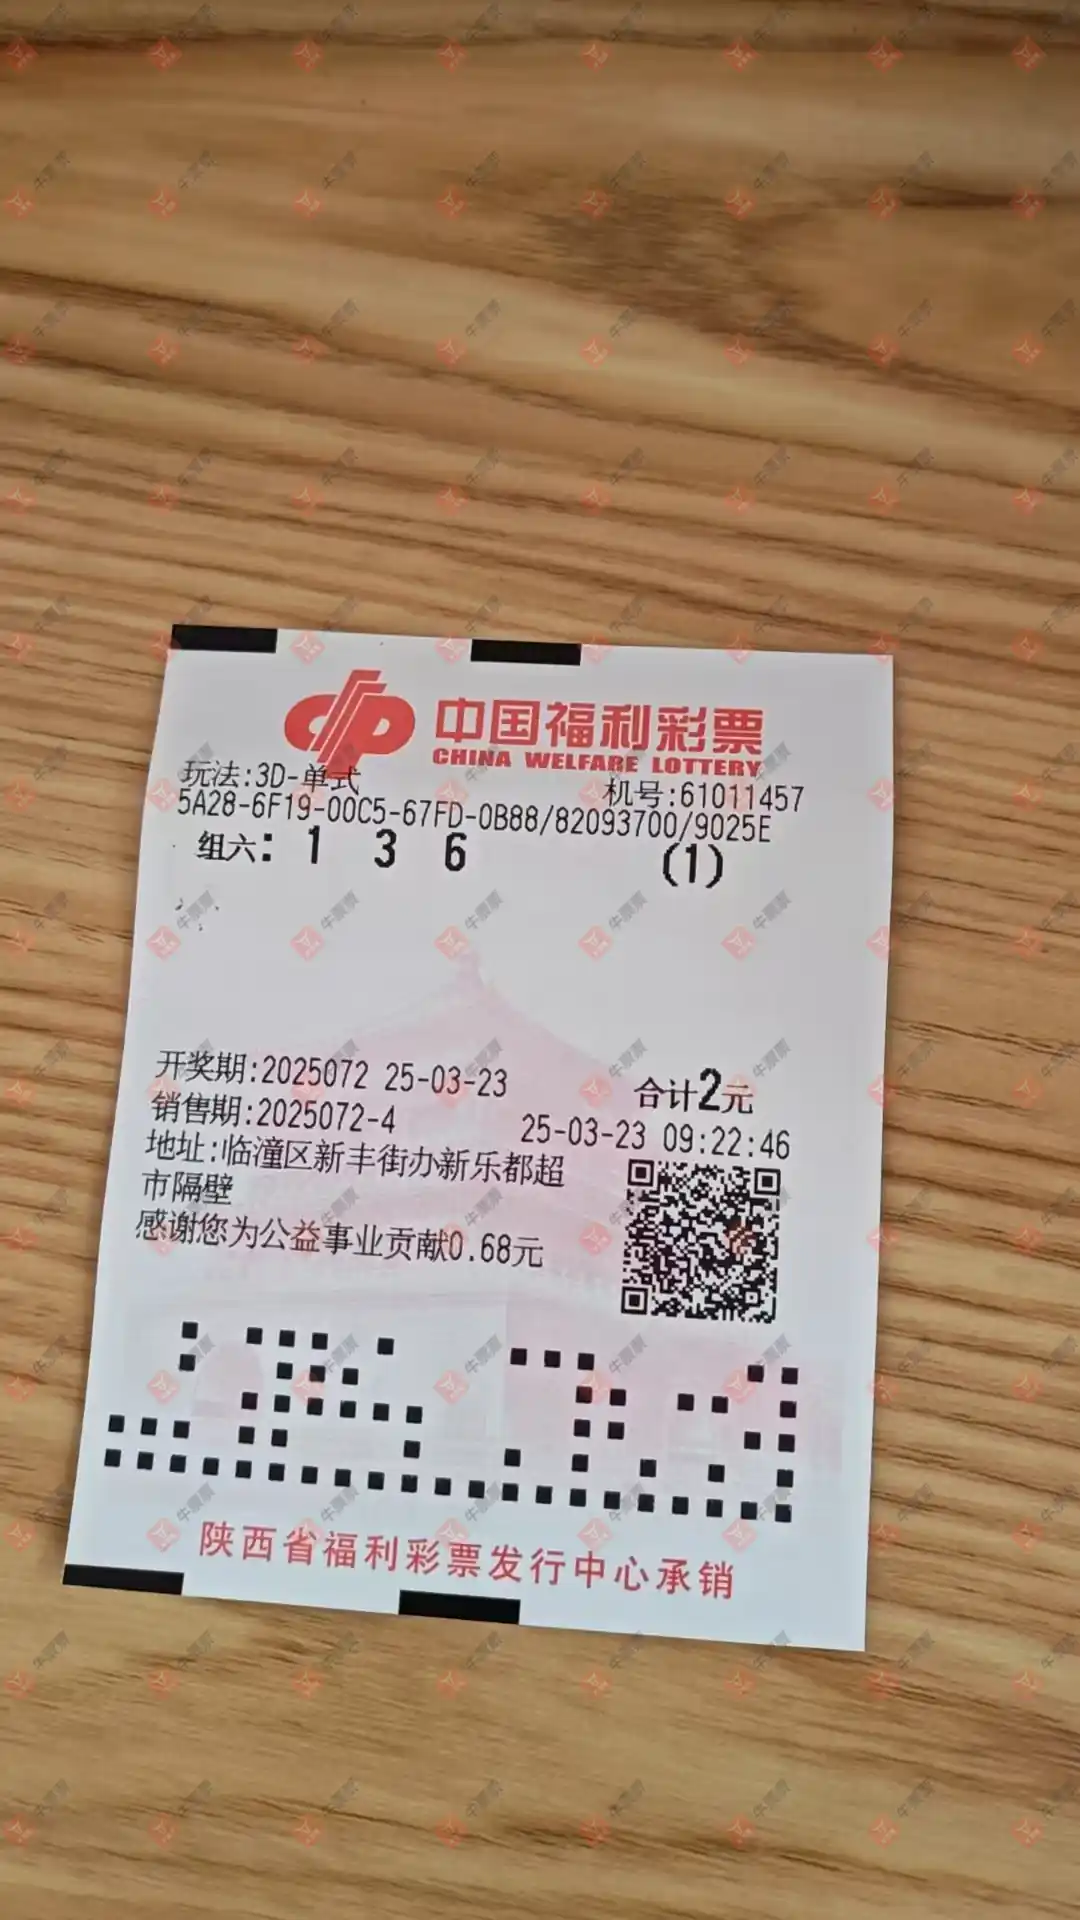 中国福利彩票
CHINA WELFARE LOTTERY
玩法:3D-单式 机号:61011457
5A28-6F19-00C5-67FD-0B88/82093700/9025E
组六: 1 3 6 (1)
开奖期:2025072 25-03-23 合计2元
销售期:2025072-4 25-03-23 09:22:46
地址:临潼区新丰街办新乐都超
市隔壁
感谢您为公益事业贡献0.68元
陕西省福利彩票发行中心承销
牛票票